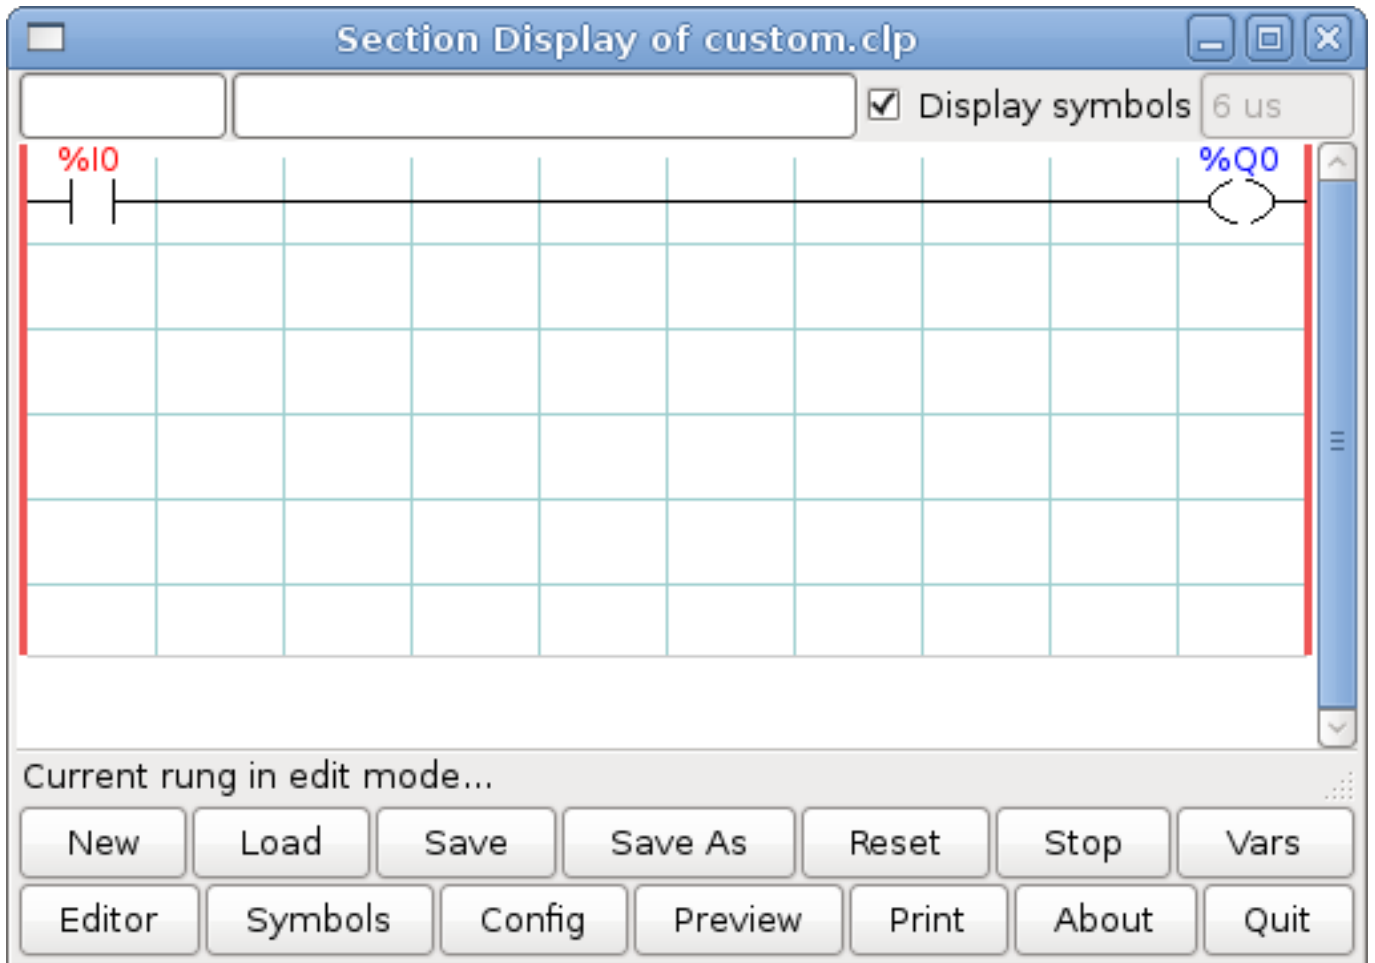 Section Display of custom.clp
Display symbols 6 us
%I0 %Q0
Current rung in edit mode...
New Load Save Save As Reset Stop Vars
Editor Symbols Config Preview Print About Quit